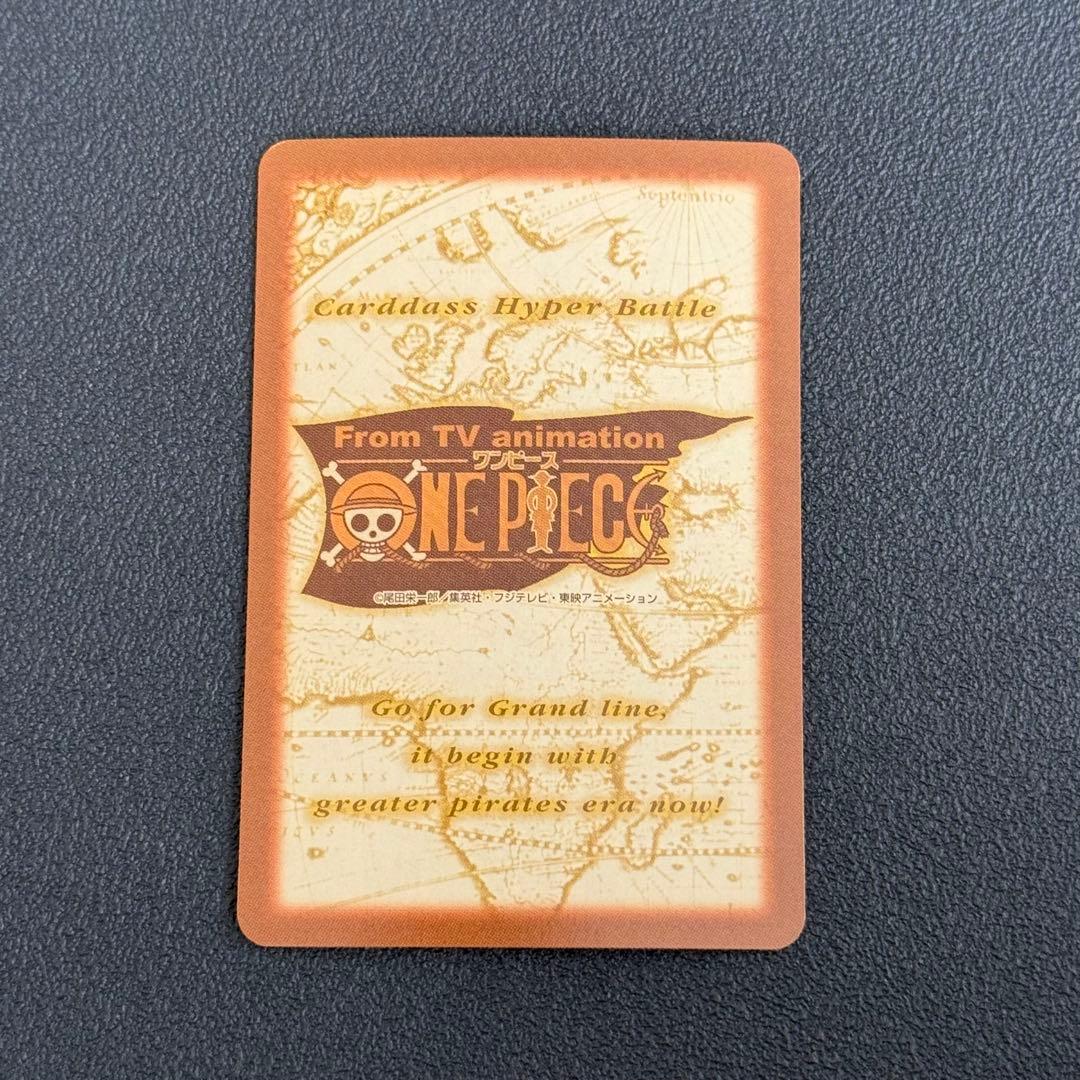 Septentrio
Carddass Hyper Battle
TLAN
From TV animation
ワンピース
ONE PIECE
©尾田栄一郎／集英社・フジテレビ・東映アニメーション
Go for Grand line,
it begin with
OCEANVS
greater pirates era now!